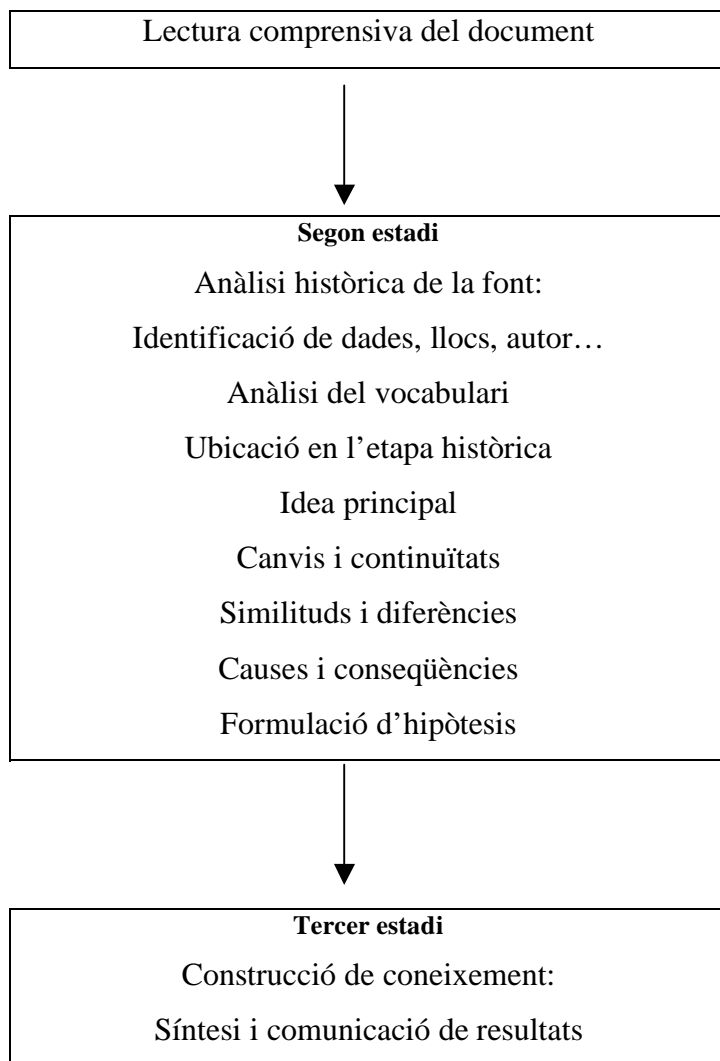 Lectura comprensiva del document
Segon estadi
Anàlisi històrica de la font:
Identificació de dades, llocs, autor…
Anàlisi del vocabulari
Ubicació en l’etapa històrica
Idea principal
Canvis i continuïtats
Similituds i diferències
Causes i conseqüències
Formulació d’hipòtesis
Tercer estadi
Construcció de coneixement:
Síntesi i comunicació de resultats